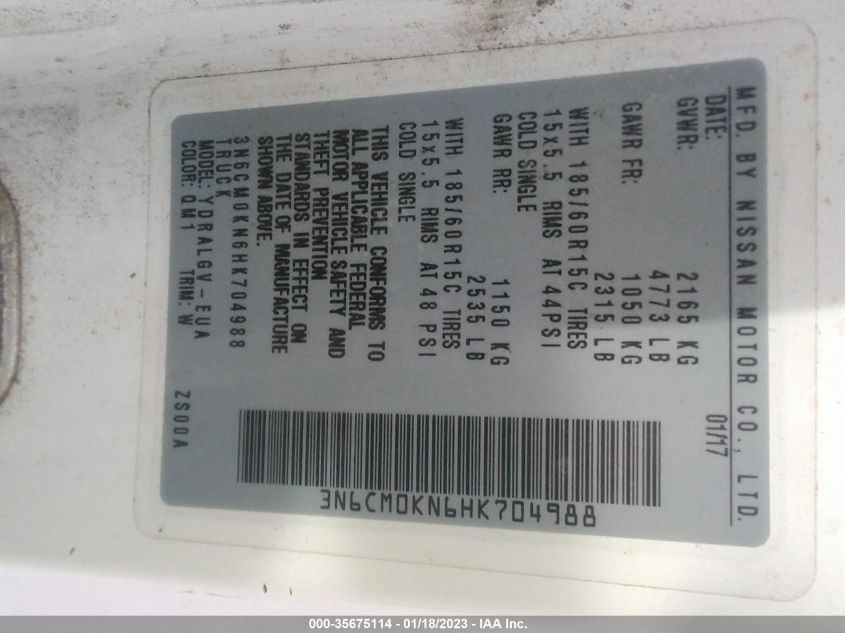 MFD. BY NISSAN MOTOR CO., LTD.
DATE: 01/17
GVWR: 2165 KG
4773 LB
GAWR FR: 1050 KG
2315 LB
WITH 185/60R15C TIRES
15x5.5 RIMS AT 44PSI
COLD SINGLE
GAWR RR: 1150 KG
2535 LB
WITH 185/60R15C TIRES
15x5.5 RIMS AT 48 PSI
COLD SINGLE
THIS VEHICLE CONFORMS TO
ALL APPLICABLE FEDERAL
MOTOR VEHICLE SAFETY AND
THEFT PREVENTION
STANDARDS IN EFFECT ON
THE DATE OF MANUFACTURE
SHOWN ABOVE.
3N6CM0KN6HK704988
TRUCK
MODEL: YDRALGV-EUA
COLOR: QM1 TRIM: W ZS00A
3N6CM0KN6HK704988
000-35675114 - 01/18/2023 - IAA Inc.